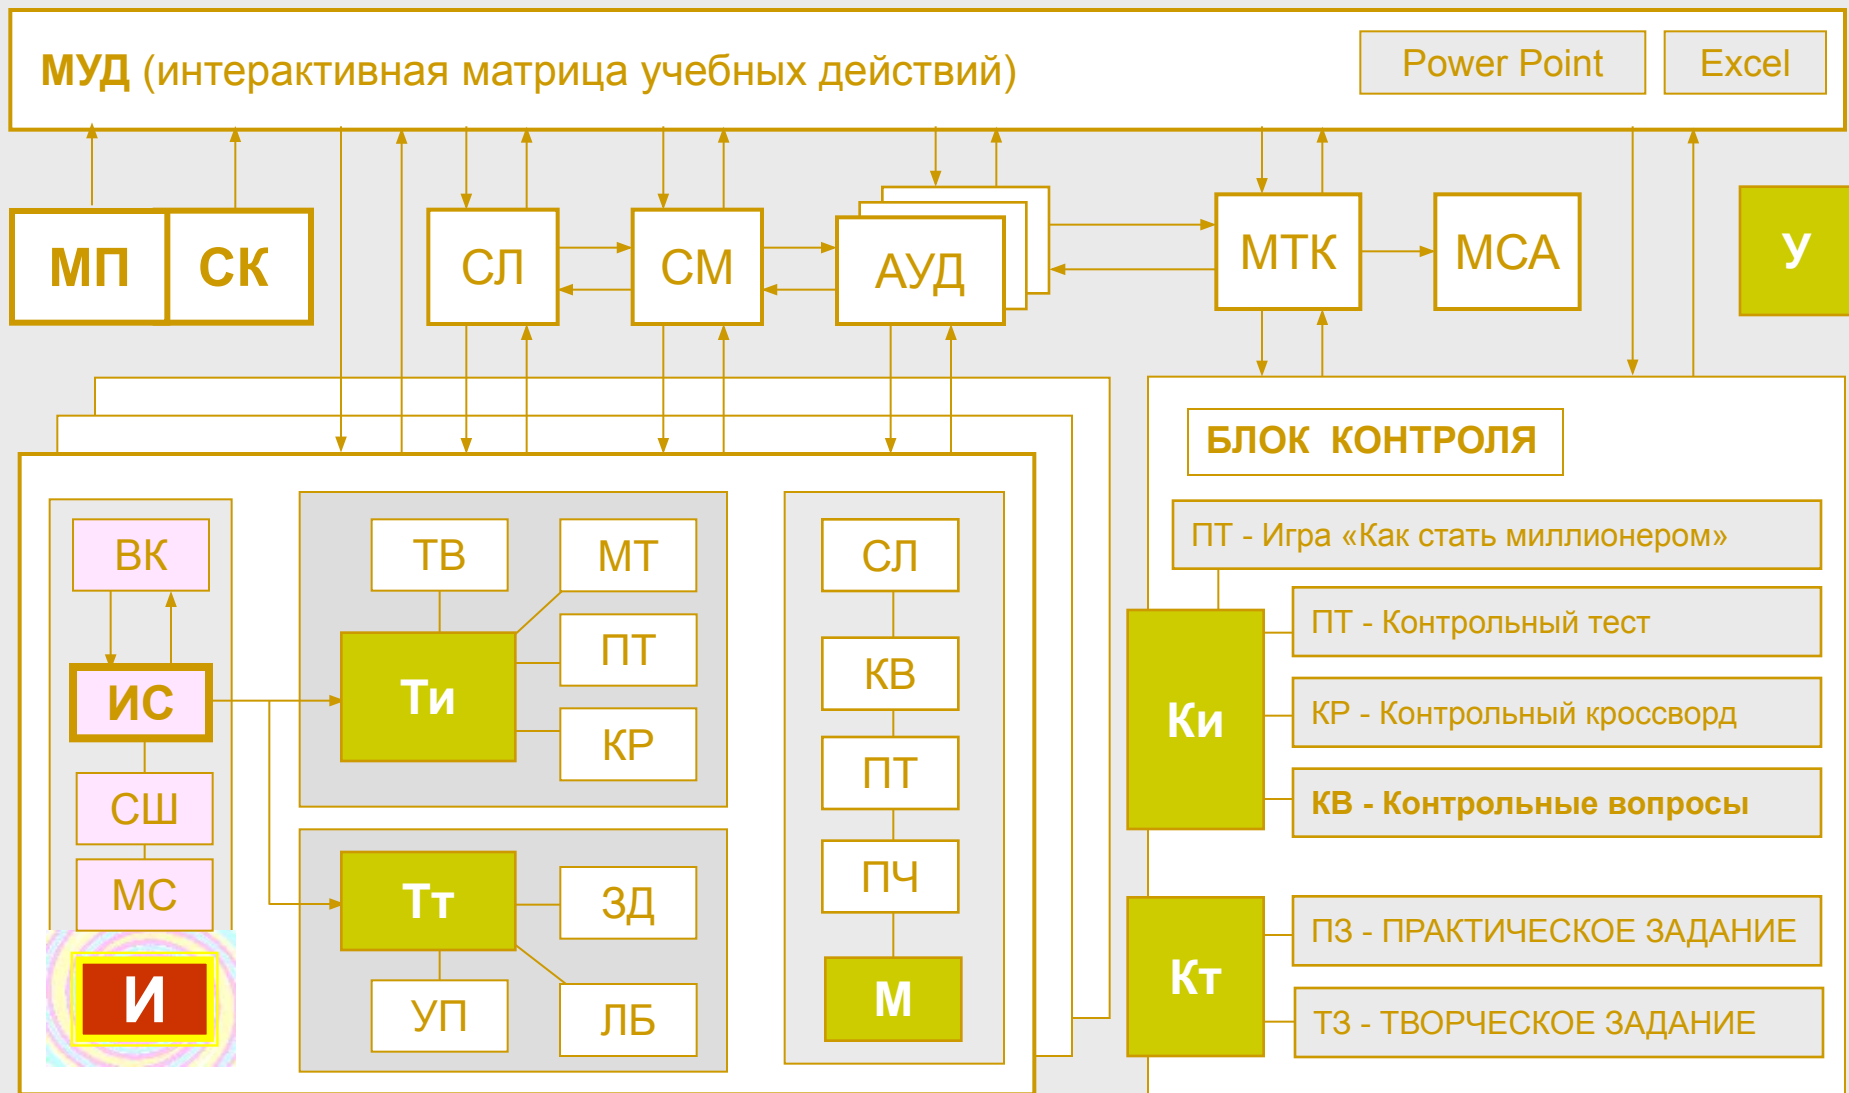 МУД (интерактивная матрица учебных действий)
Power Point
Excel
МП
СК
СЛ
СМ
АУД
МТК
МСА
У
БЛОК КОНТРОЛЯ
ВК
ИС
СШ
МС
И
ТВ
МТ
ПТ
КР
Ти
Тт
ЗД
УП
ЛБ
СЛ
КВ
ПТ
ПЧ
М
ПТ - Игра «Как стать миллионером»
Ки
ПТ - Контрольный тест
КР - Контрольный кроссворд
КВ - Контрольные вопросы
Кт
ПЗ - ПРАКТИЧЕСКОЕ ЗАДАНИЕ
ТЗ - ТВОРЧЕСКОЕ ЗАДАНИЕ